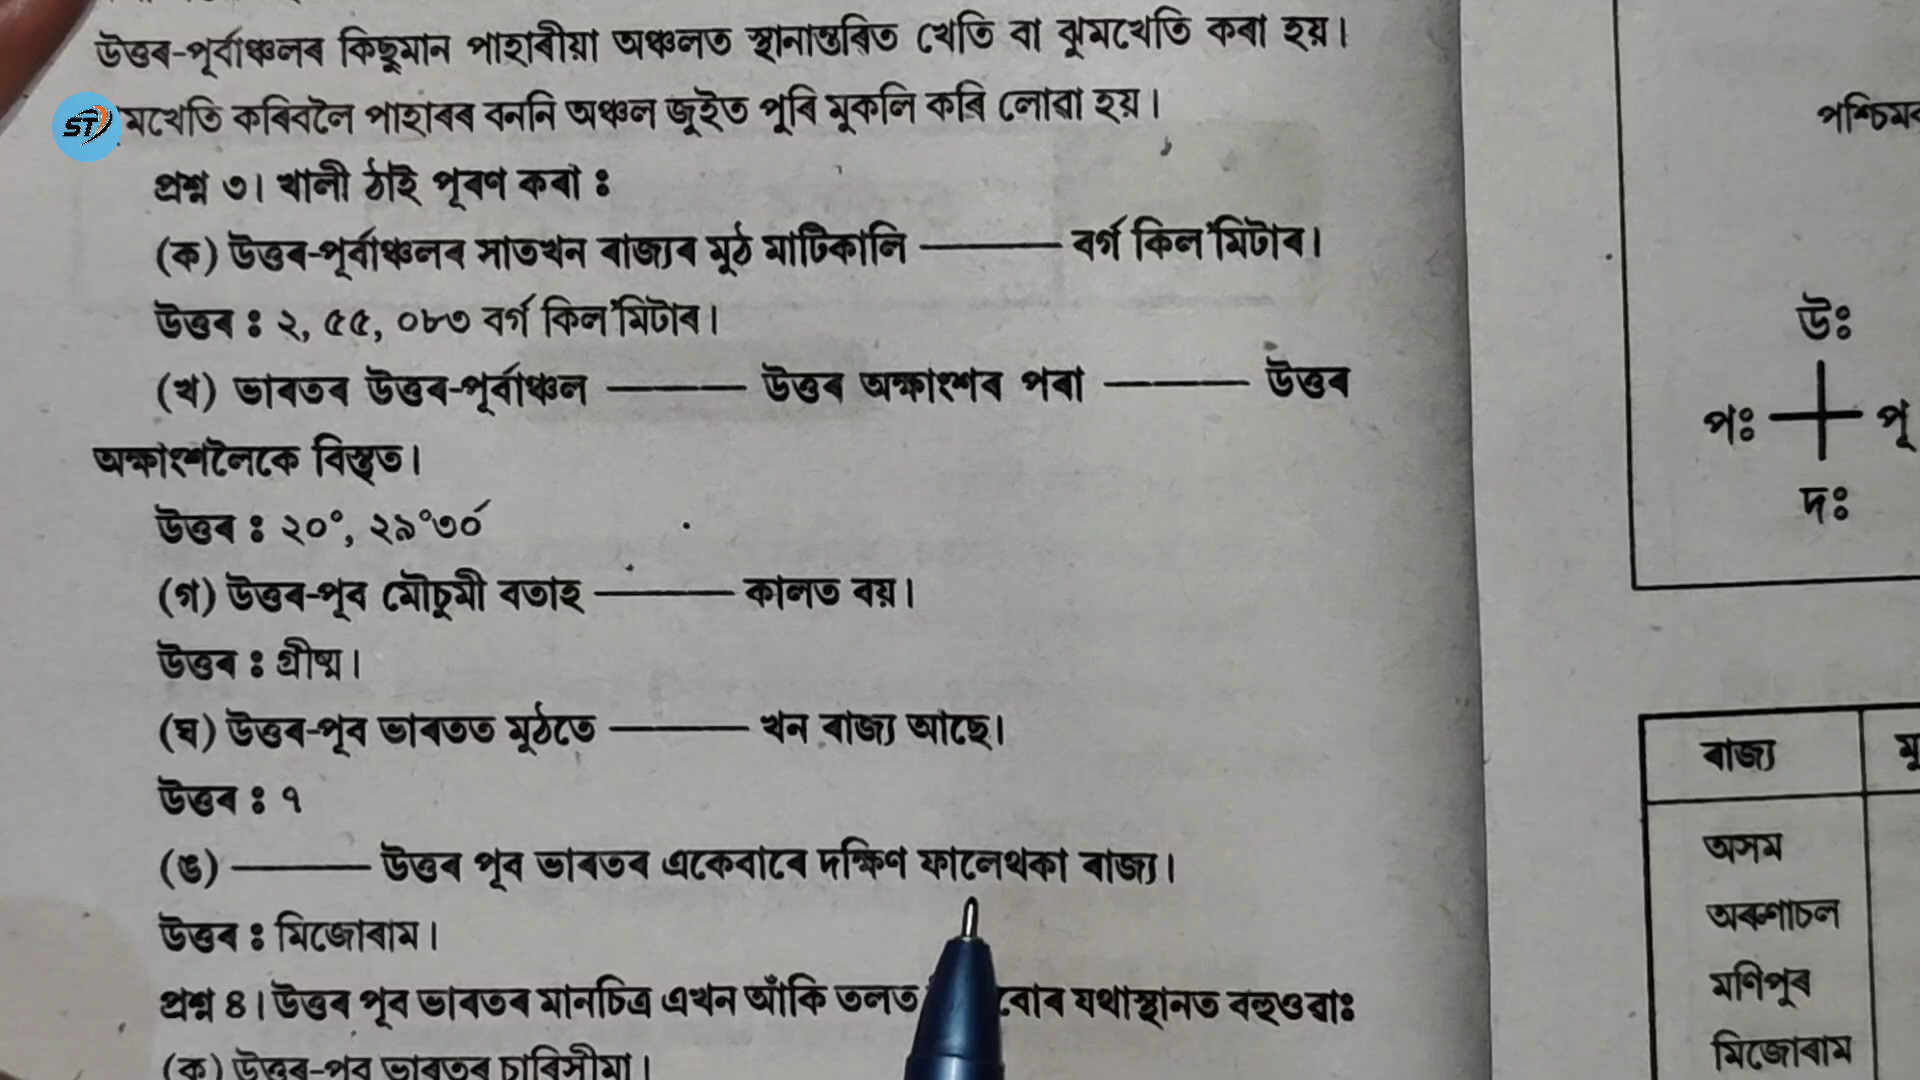 উত্তৰ-পূৰ্বাঞ্চলৰ কিছুমান পাহাৰীয়া অঞ্চলত স্থানান্তৰিত খেতি বা ঝুমখেতি কৰা হয়।
ST মখেতি কৰিবলৈ পাহাৰৰ বননি অঞ্চল জুইত পুৰি মুকলি কৰি লোৱা হয়।
প্ৰশ্ন ৩। খালী ঠাই পূৰণ কৰা ঃ
(ক) উত্তৰ-পূৰ্বাঞ্চলৰ সাতখন ৰাজ্যৰ মুঠ মাটিকালি ——— বৰ্গ কিল'মিটাৰ।
উত্তৰ ঃ ২, ৫৫, ০৮৩ বৰ্গ কিল'মিটাৰ।
(খ) ভাৰতৰ উত্তৰ-পূৰ্বাঞ্চল ——— উত্তৰ অক্ষাংশৰ পৰা ——— উত্তৰ
অক্ষাংশলৈকে বিস্তৃত।
উত্তৰ ঃ ২০°, ২৯°৩০′
(গ) উত্তৰ-পূব মৌচুমী বতাহ ——— কালত বয়।
উত্তৰ ঃ গ্ৰীষ্ম।
(ঘ) উত্তৰ-পূব ভাৰতত মুঠতে ——— খন ৰাজ্য আছে।
উত্তৰ ঃ ৭
(ঙ) ——— উত্তৰ পূব ভাৰতৰ একেবাৰে দক্ষিণ ফালেথকা ৰাজ্য।
উত্তৰ ঃ মিজোৰাম।
প্ৰশ্ন ৪। উত্তৰ পূব ভাৰতৰ মানচিত্ৰ এখন আঁকি তলত বোৰ যথাস্থানত বহুওৱাঃ
(ক) উত্তৰ-পূব ভাৰতৰ চাৰিসীমা।
উঃ
পঃ পূ
দঃ
ৰাজ্য
অসম
অৰুণাচল
মণিপুৰ
মিজোৰাম